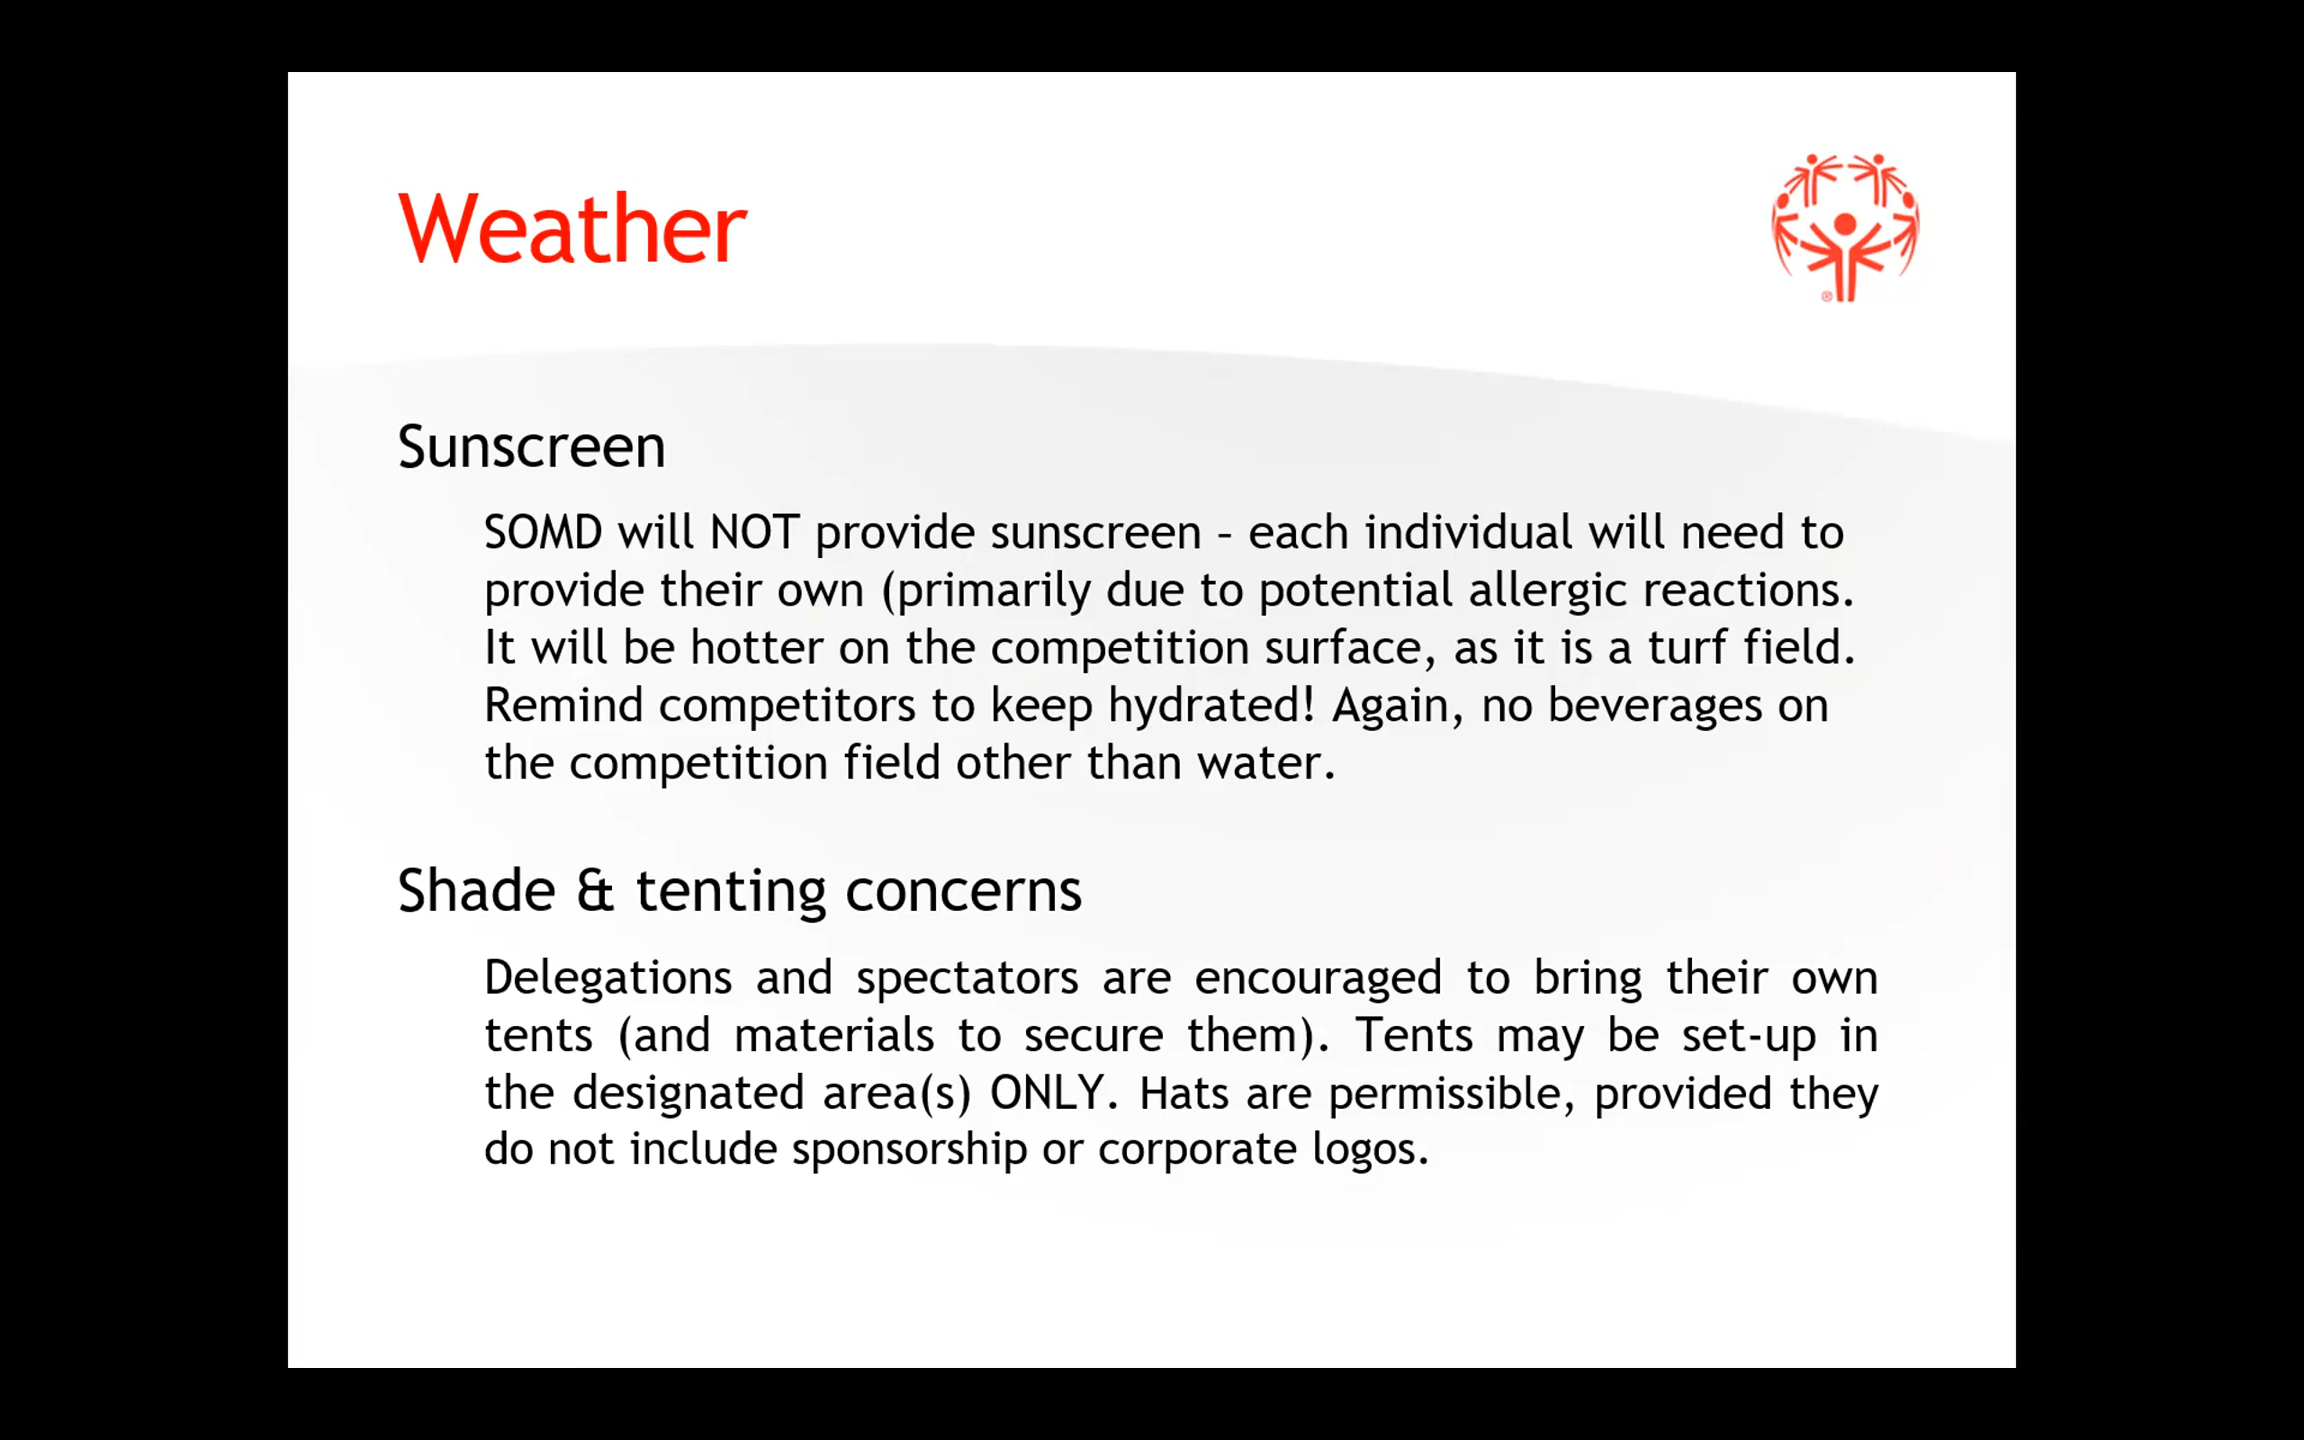 Weather
®
Sunscreen
SOMD will NOT provide sunscreen – each individual will need to
provide their own (primarily due to potential allergic reactions.
It will be hotter on the competition surface, as it is a turf field.
Remind competitors to keep hydrated! Again, no beverages on
the competition field other than water.
Shade & tenting concerns
Delegations and spectators are encouraged to bring their own
tents (and materials to secure them). Tents may be set-up in
the designated area(s) ONLY. Hats are permissible, provided they
do not include sponsorship or corporate logos.